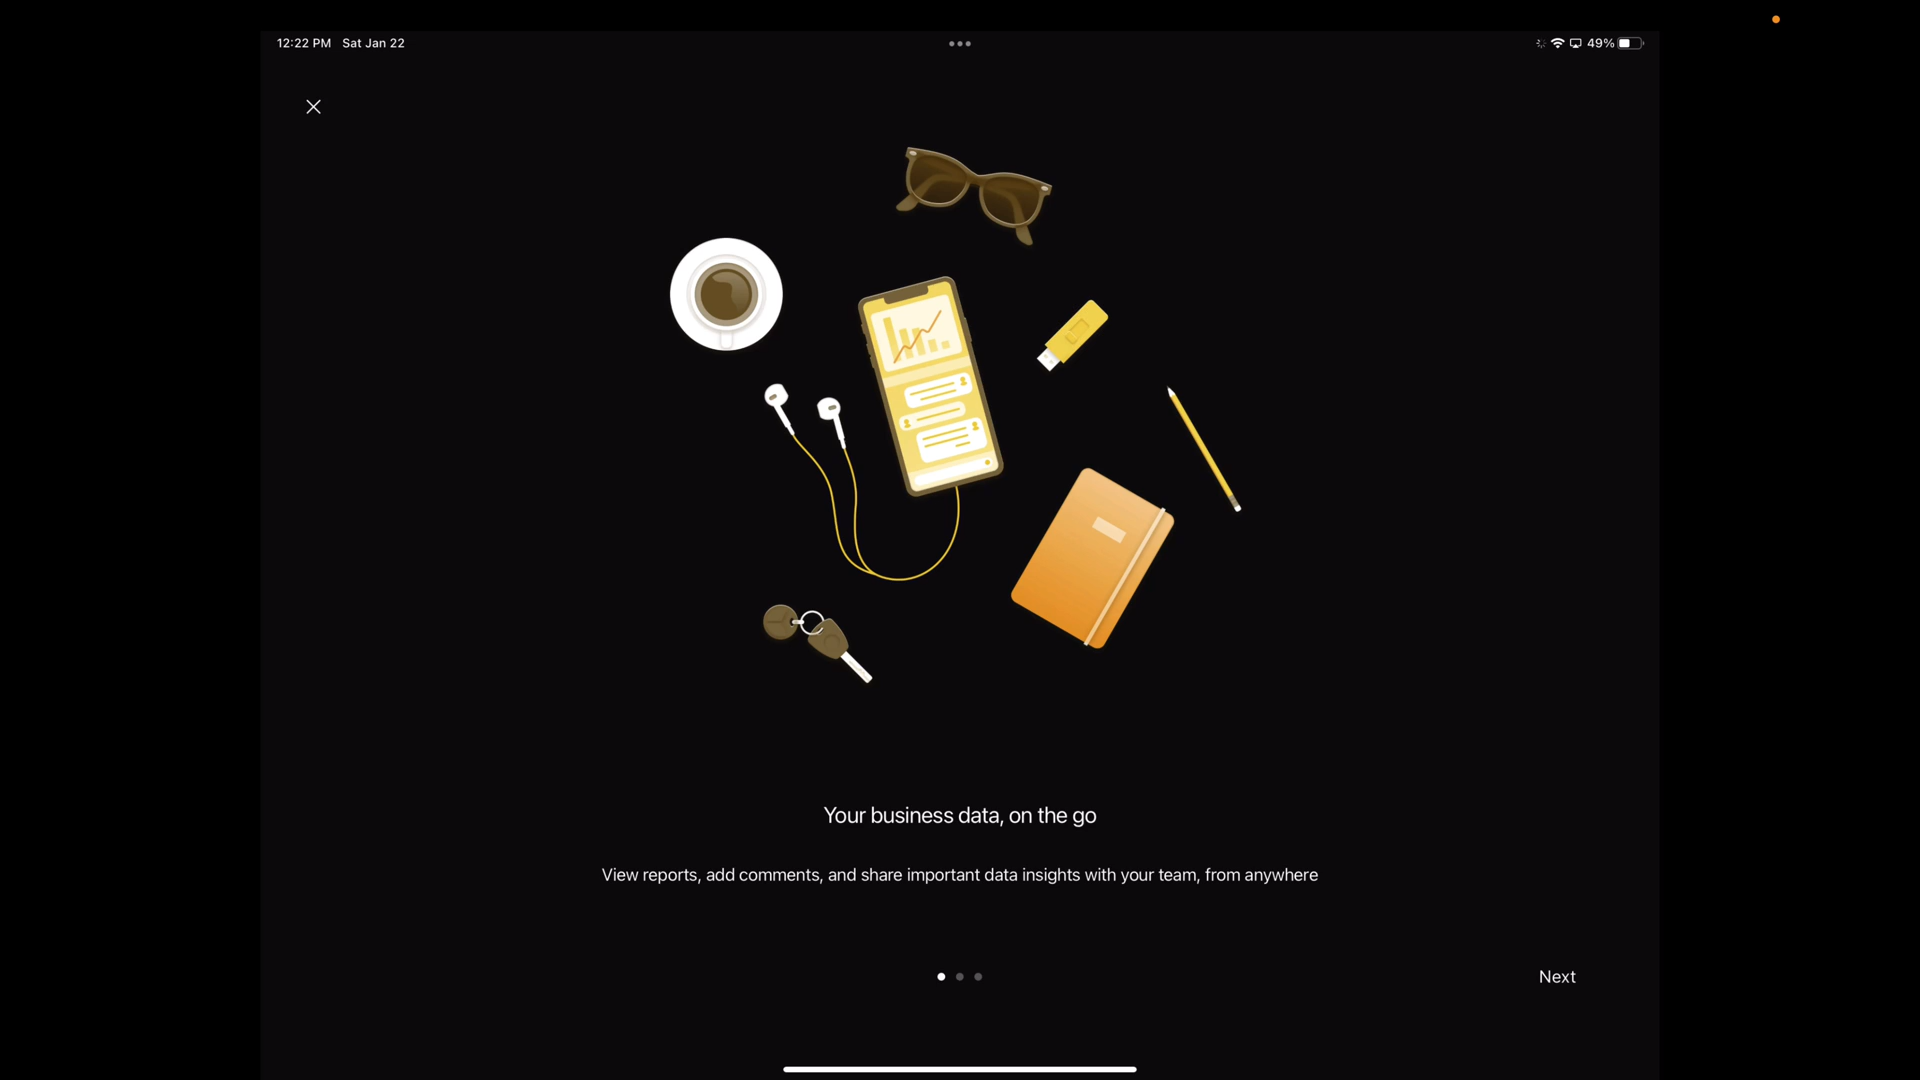 12:22 PM Sat Jan 22
49%
Your business data, on the go
View reports, add comments, and share important data insights with your team, from anywhere
Next